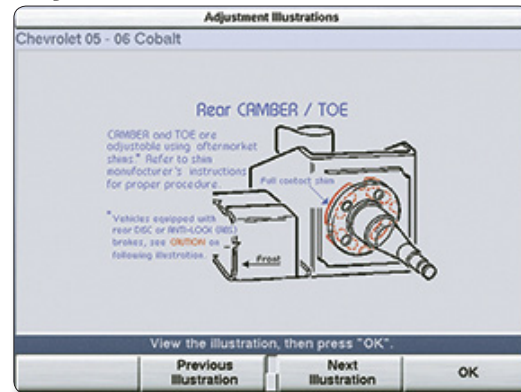 Adjustment Illustrations
Chevrolet 05 - 06 Cobalt
Rear CAMBER / TOE
CAMBER and TOE are
adjustable using aftermarket
shims.* Refer to shim
manufacturer's instructions
for proper procedure.
Full contact shim
*Vehicles equipped with
rear DISC or ANTI-LOCK (ABS)
brakes, see CAUTION on
following illustration.
Front
View the illustration, then press "OK".
Previous
Illustration
Next
Illustration
OK